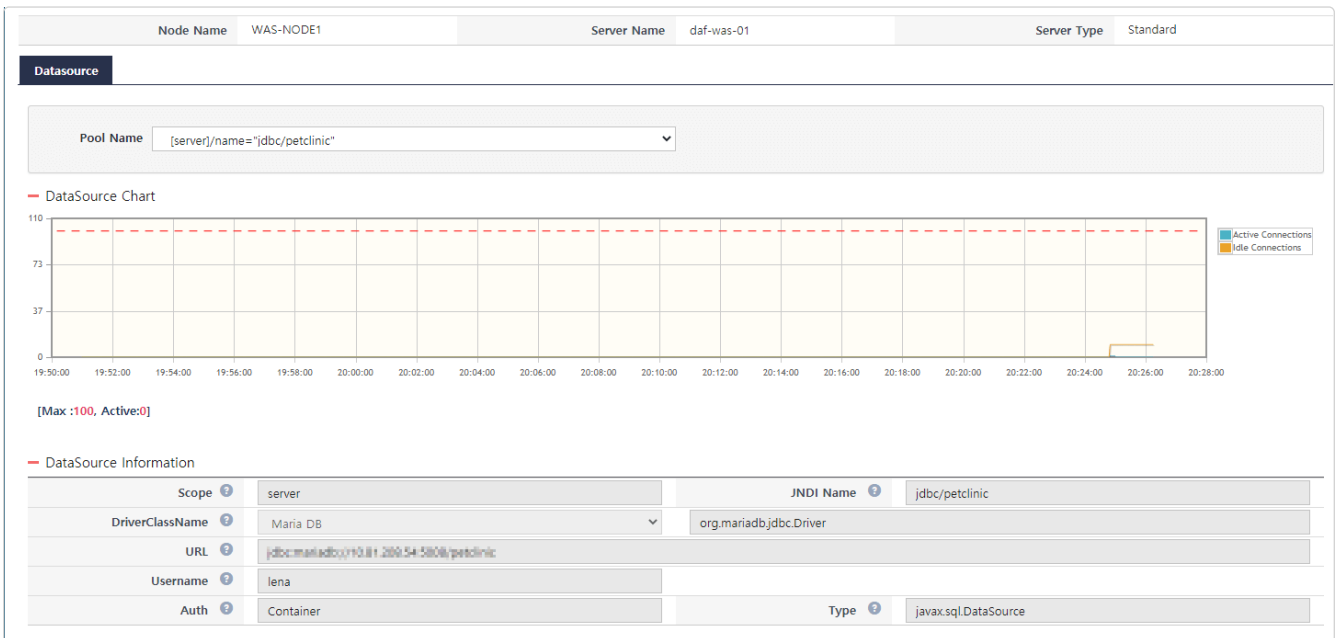 Node Name WAS-NODE1 Server Name daf-was-01 Server Type Standard
Datasource
Pool Name [server]/name="jdbc/petclinic"
DataSource Chart
110
73
37
0
Active Connections
Idle Connections
19:50:00 19:52:00 19:54:00 19:56:00 19:58:00 20:00:00 20:02:00 20:04:00 20:06:00 20:08:00 20:10:00 20:12:00 20:14:00 20:16:00 20:18:00 20:20:00 20:22:00 20:24:00 20:26:00 20:28:00
[Max :100, Active:0]
DataSource Information
Scope ? server JNDI Name ? jdbc/petclinic
DriverClassName ? Maria DB org.mariadb.jdbc.Driver
URL ?
Username ? lena
Auth ? Container Type ? javax.sql.DataSource